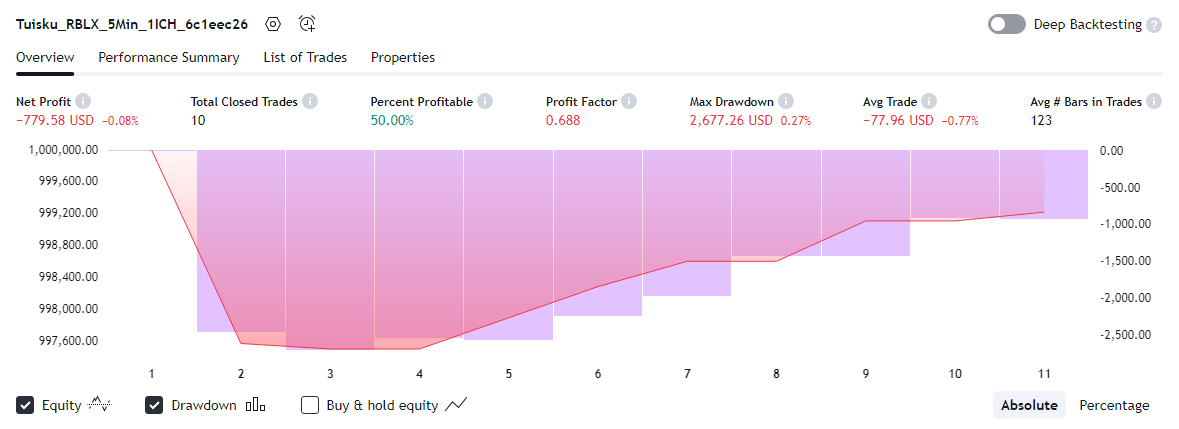 Tuisku_RBLX_5Min_1ICH_6c1eec26
Deep Backtesting ?
Overview Performance Summary List of Trades Properties
Net Profit i Total Closed Trades i Percent Profitable i Profit Factor i Max Drawdown i Avg Trade i Avg # Bars in Trades i
−779.58 USD −0.08% 10 50.00% 0.688 2,677.26 USD 0.27% −77.96 USD −0.77% 123
1,000,000.00 0.00
999,600.00 -500.00
999,200.00 -1,000.00
998,800.00 -1,500.00
998,400.00 -2,000.00
998,000.00 -2,500.00
997,600.00
1 2 3 4 5 6 7 8 9 10 11
Equity Drawdown Buy & hold equity Absolute Percentage